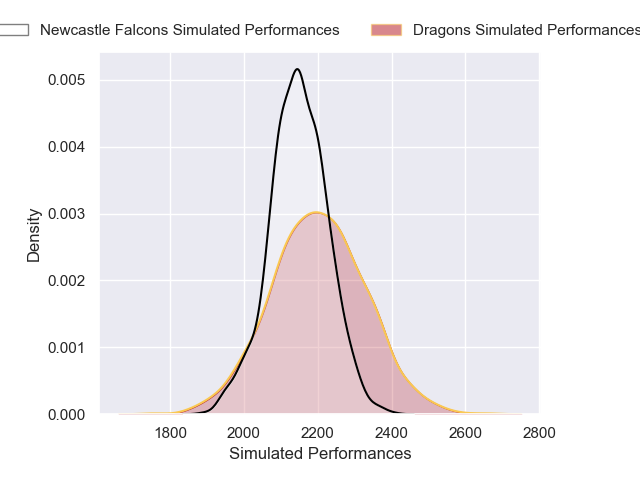 Newcastle Falcons Simulated Performances
Dragons Simulated Performances
0.005
0.004
0.003
0.002
0.001
0.000
Density
1800 2000 2200 2400 2600 2800
Simulated Performances